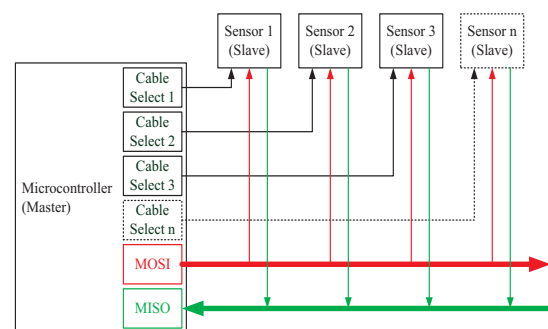 Sensor 1
(Slave)
Sensor 2
(Slave)
Sensor 3
(Slave)
Sensor n
(Slave)
Microcontroller
(Master)
Cable
Select 1
Cable
Select 2
Cable
Select 3
Cable
Select n
MOSI
MISO